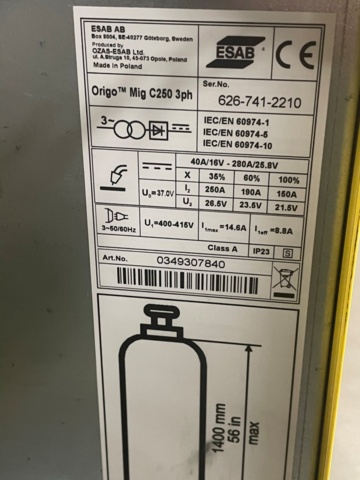 ESAB AB
Box 8004, SE-40277 Göteborg, Sweden
Produced by
OZAS-ESAB Ltd.
ul. A.Struga 10, 45-073 Opole, Poland
Made in Poland
ESAB
CE
Origo™ Mig C250 3ph
Ser.No.
626-741-2210
3~
IEC/EN 60974-1
IEC/EN 60974-5
IEC/EN 60974-10
40A/16V - 280A/25.8V
X 35% 60% 100%
U₀=37.0V
I₂ 250A 190A 150A
U₂ 26.5V 23.5V 21.5V
3~50/60Hz
U₁=400-415V
I₁max=14.6A
I₁eff=8.8A
Class A
IP23
S
Art.No.
0349307840
1400 mm
56 in
max